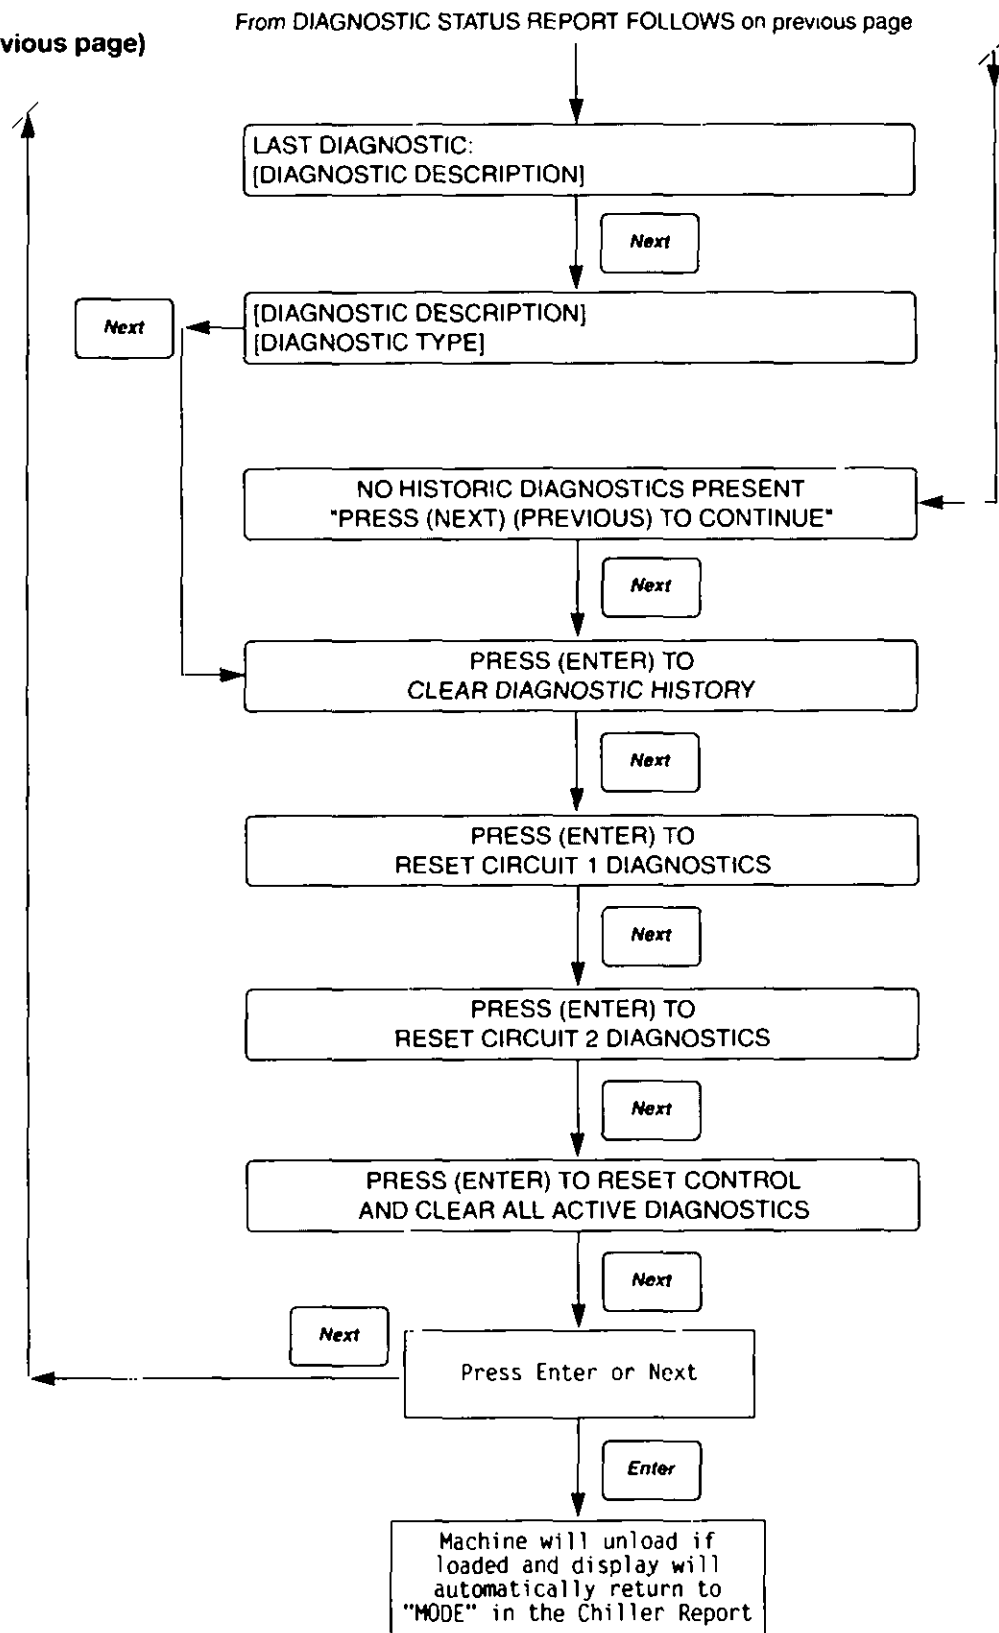 From DIAGNOSTIC STATUS REPORT FOLLOWS on previous page
vious page)
LAST DIAGNOSTIC:
[DIAGNOSTIC DESCRIPTION]
Next
[DIAGNOSTIC DESCRIPTION]
[DIAGNOSTIC TYPE]
Next
NO HISTORIC DIAGNOSTICS PRESENT
"PRESS (NEXT) (PREVIOUS) TO CONTINUE"
Next
PRESS (ENTER) TO
CLEAR DIAGNOSTIC HISTORY
Next
PRESS (ENTER) TO
RESET CIRCUIT 1 DIAGNOSTICS
Next
PRESS (ENTER) TO
RESET CIRCUIT 2 DIAGNOSTICS
Next
PRESS (ENTER) TO RESET CONTROL
AND CLEAR ALL ACTIVE DIAGNOSTICS
Next
Next
Press Enter or Next
Enter
Machine will unload if
loaded and display will
automatically return to
"MODE" in the Chiller Report